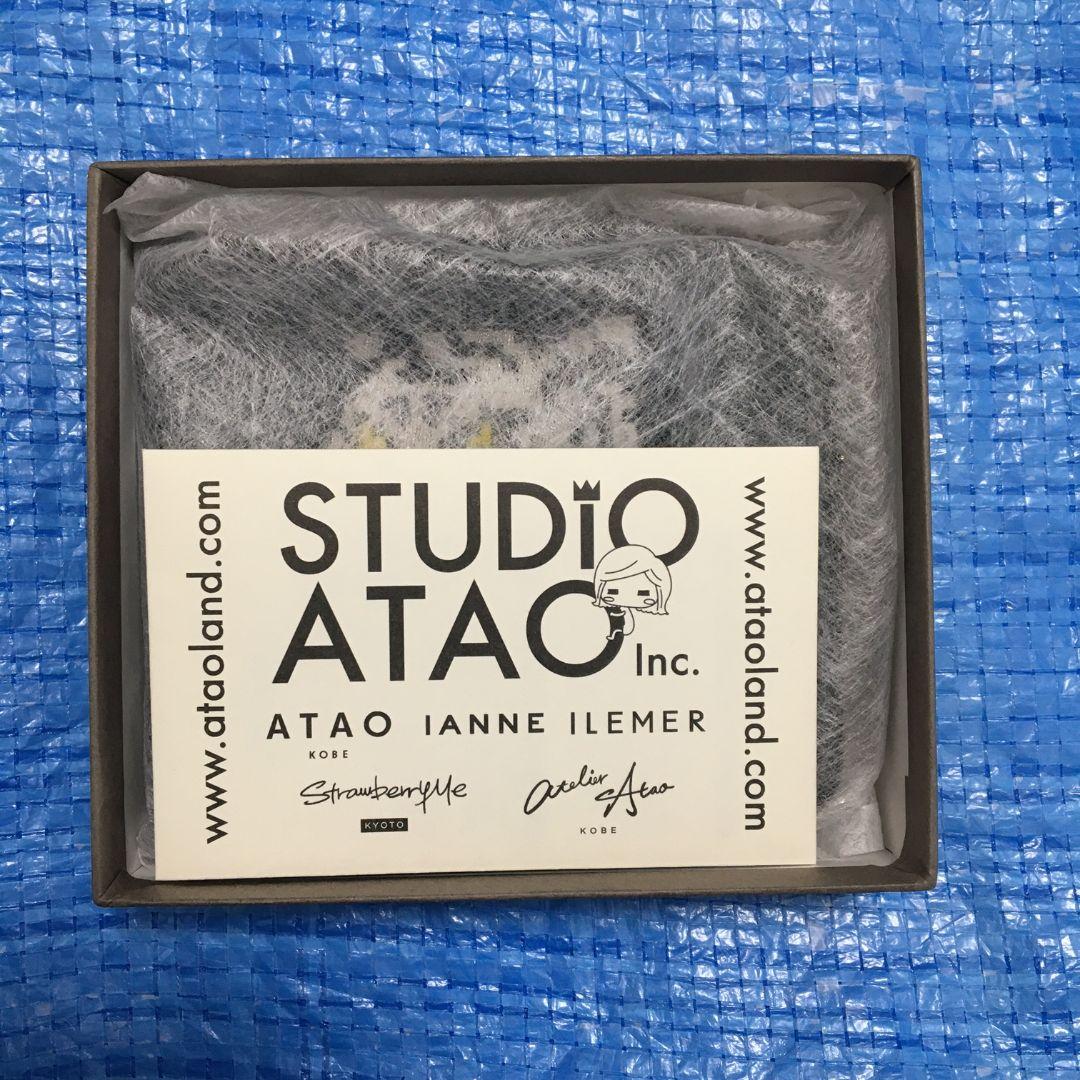 www.ataoland.com
STUDiO
ATAO Inc.
ATAO IANNE ILEMER
KOBE
StrawberryMe
KYOTO
atelier Atao
KOBE
www.ataoland.com